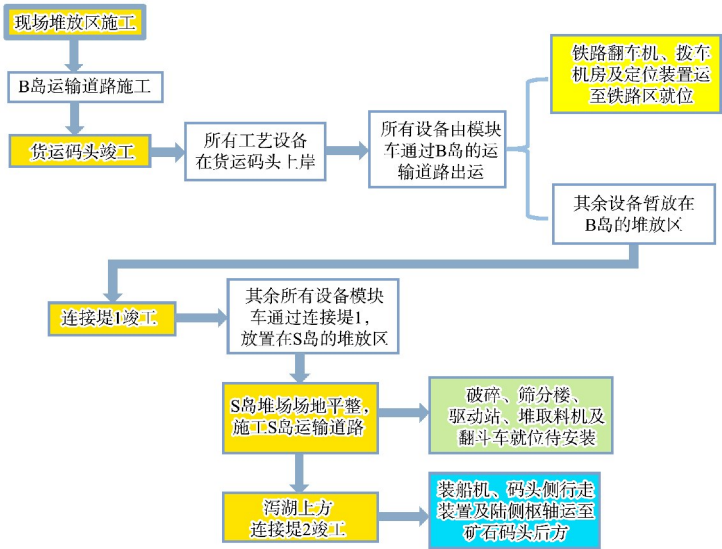 现场堆放区施工
B岛运输道路施工
货运码头竣工
所有工艺设备
在货运码头上岸
所有设备由模块
车通过B岛的运
输道路出运
铁路翻车机、拨车
机房及定位装置运
至铁路区就位
其余设备暂放在
B岛的堆放区
连接堤1竣工
其余所有设备模块
车通过连接堤1,
放置在S岛的堆放区
S岛堆场场地平整,
施工S岛运输道路
破碎、筛分楼、
驱动站、堆取料机及
翻斗车就位待安装
泻湖上方
连接堤2竣工
装船机、码头侧行走
装置及陆侧枢轴运至
矿石码头后方